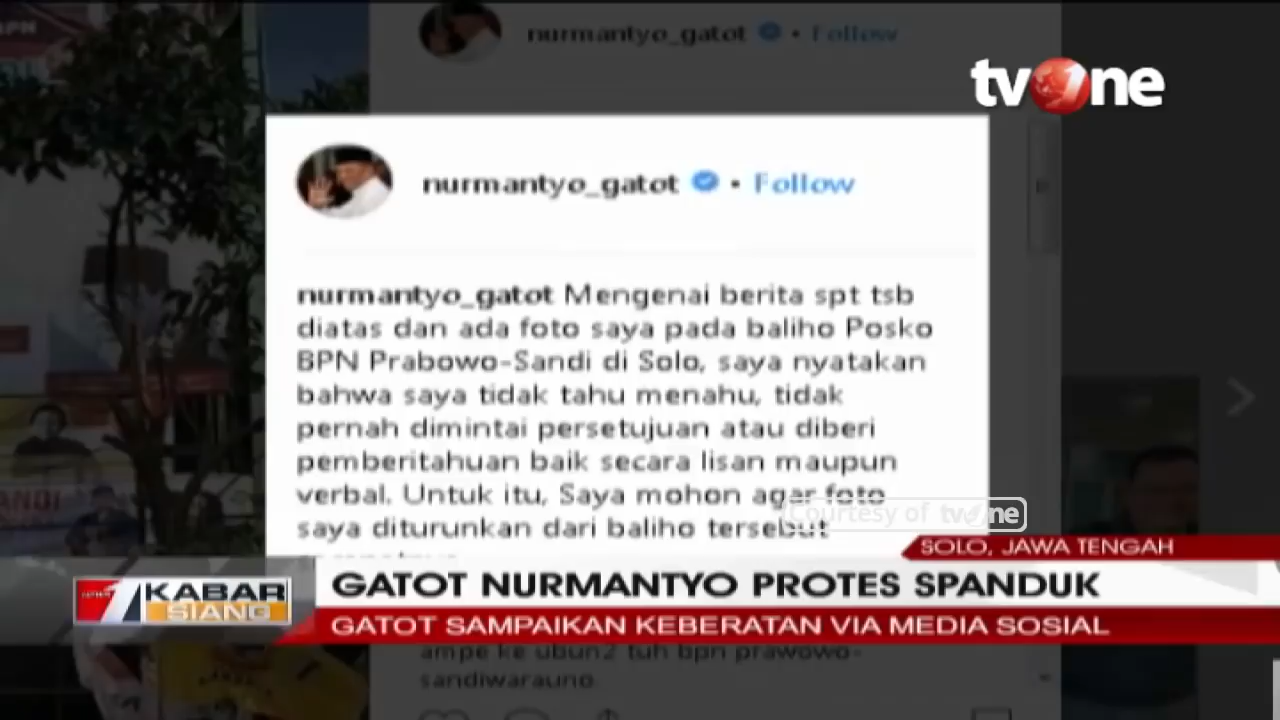 nurmantyo_gatot • Follow
tvOne
nurmantyo_gatot • Follow
nurmantyo_gatot Mengenai berita spt tsb
diatas dan ada foto saya pada baliho Posko
BPN Prabowo-Sandi di Solo, saya nyatakan
bahwa saya tidak tahu menahu, tidak
pernah dimintai persetujuan atau diberi
pemberitahuan baik secara lisan maupun
verbal. Untuk itu, Saya mohon agar foto
saya diturunkan dari baliho tersebut
Courtesy of tvOne
SOLO, JAWA TENGAH
1 KABAR
SIANG
GATOT NURMANTYO PROTES SPANDUK
GATOT SAMPAIKAN KEBERATAN VIA MEDIA SOSIAL
ampe ke ubun2 tuh bpn prawowo-
sandiwarauno.